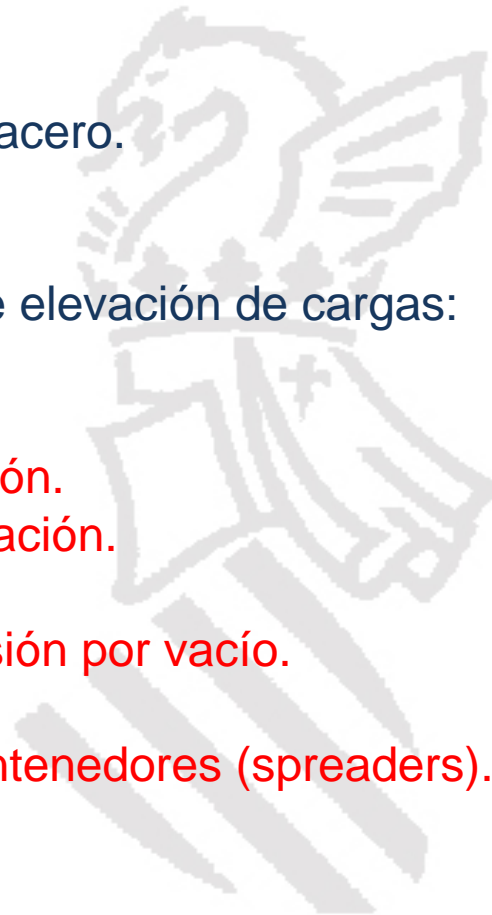 acero.
e elevación de cargas:
ón.
ación.
sión por vacío.
ntenedores (spreaders).